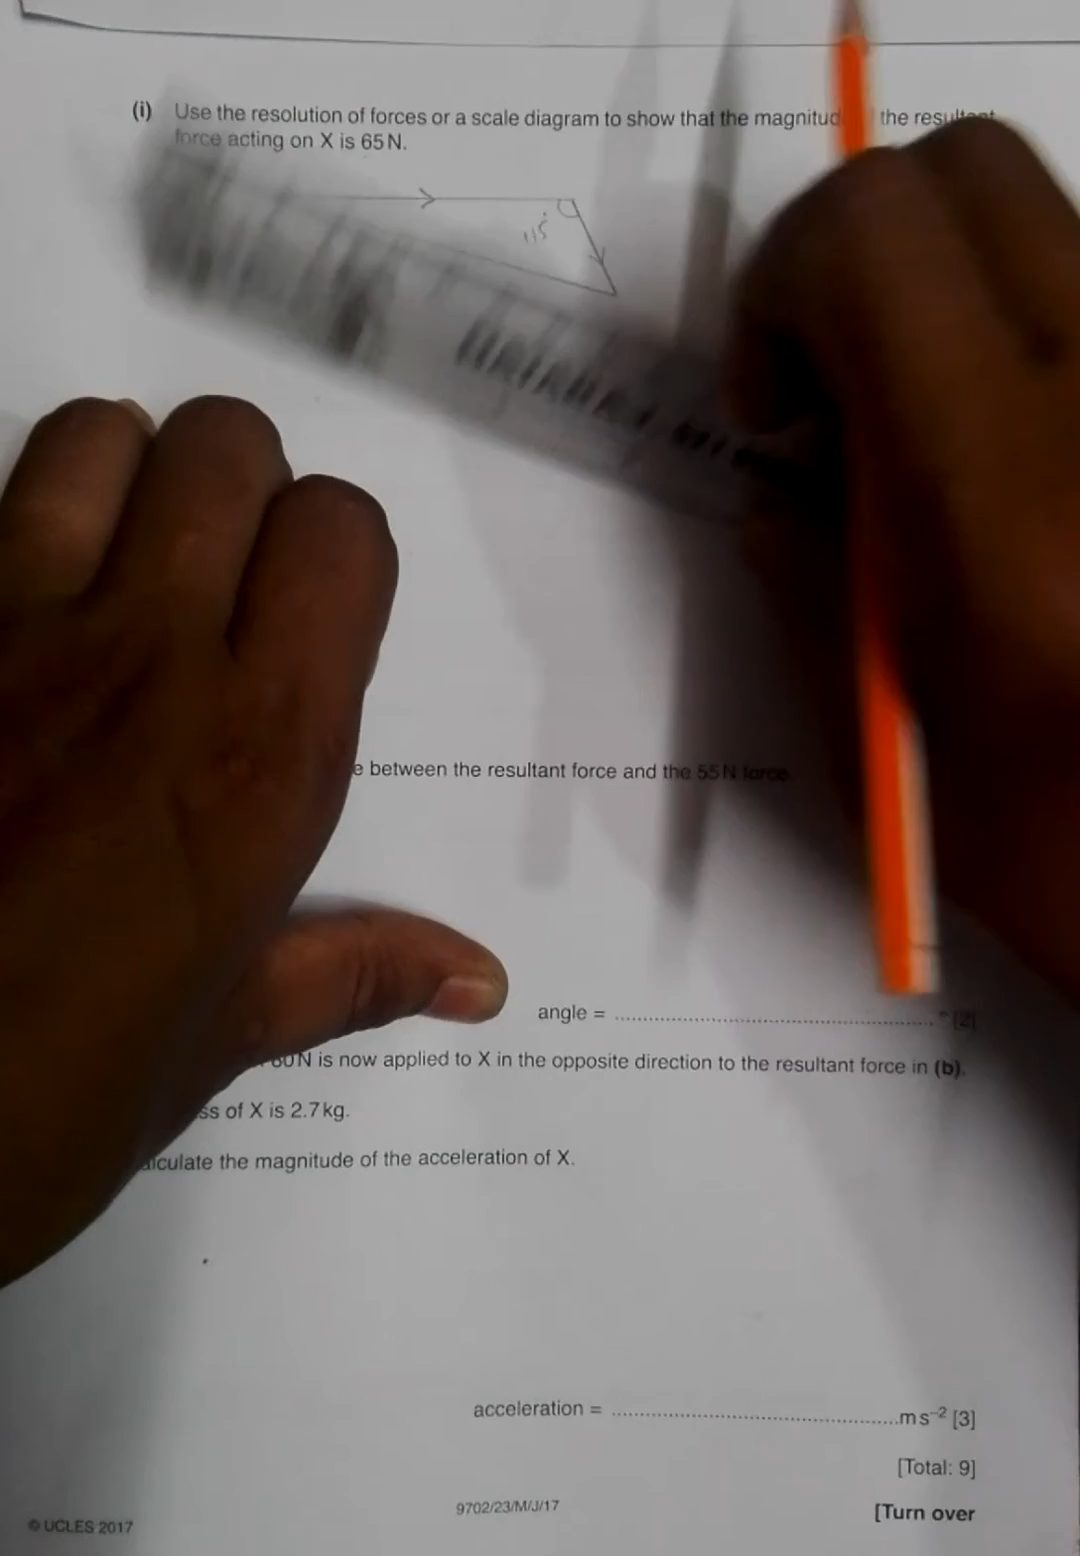 (i) Use the resolution of forces or a scale diagram to show that the magnitud the resultant
force acting on X is 65 N.
115°
e between the resultant force and the 55 N force.
angle = ........................................................° [2]
N is now applied to X in the opposite direction to the resultant force in (b).
ss of X is 2.7 kg.
alculate the magnitude of the acceleration of X.
acceleration = ..................................................ms⁻² [3]
[Total: 9]
9702/23/M/J/17
© UCLES 2017
[Turn over